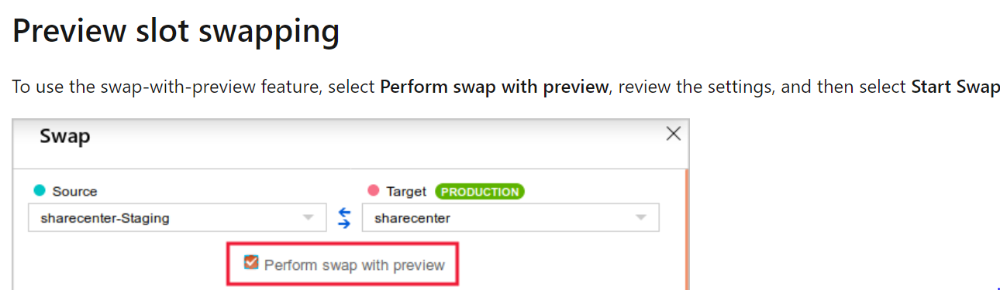 Preview slot swapping
To use the swap-with-preview feature, select Perform swap with preview, review the settings, and then select Start Swap
Swap
Source
Target PRODUCTION
sharecenter-Staging
sharecenter
Perform swap with preview